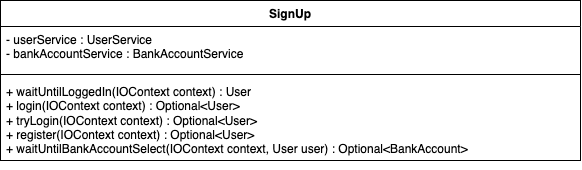 SignUp
- userService : UserService
- bankAccountService : BankAccountService
+ waitUntilLoggedIn(IOContext context) : User
+ login(IOContext context) : Optional<User>
+ tryLogin(IOContext context) : Optional<User>
+ register(IOContext context) : Optional<User>
+ waitUntilBankAccountSelect(IOContext context, User user) : Optional<BankAccount>